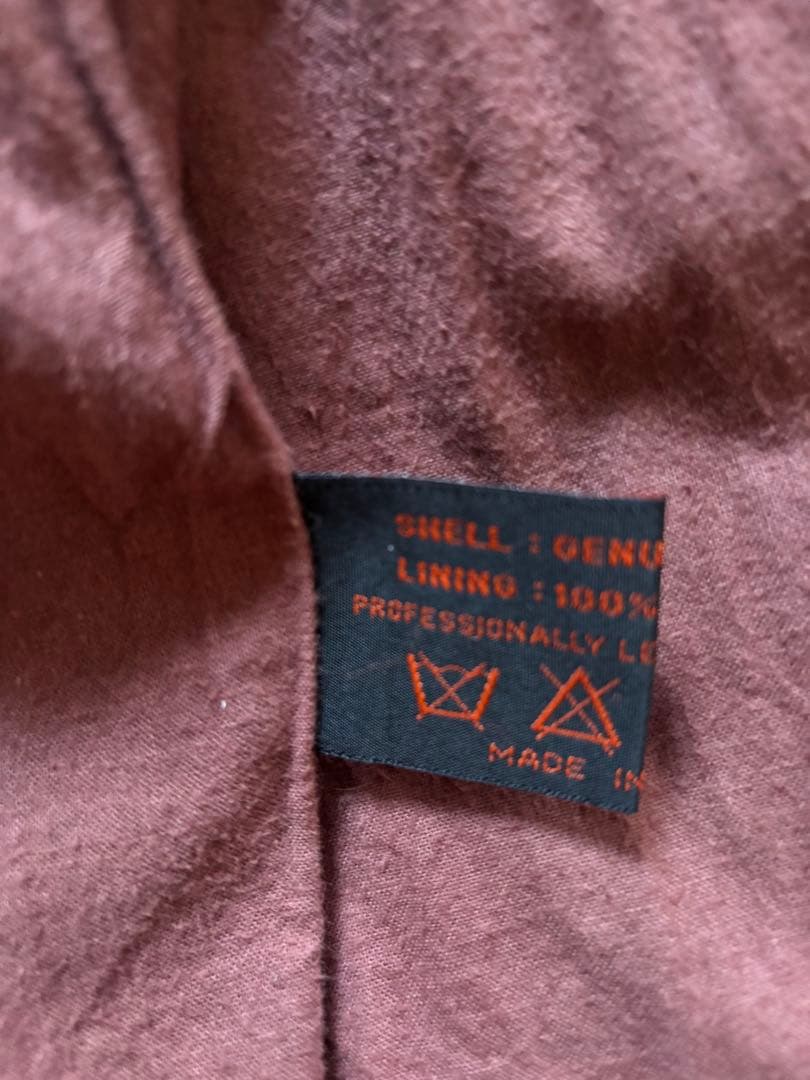 SHELL : GENU
LINING : 100%
PROFESSIONALLY LE
MADE IN